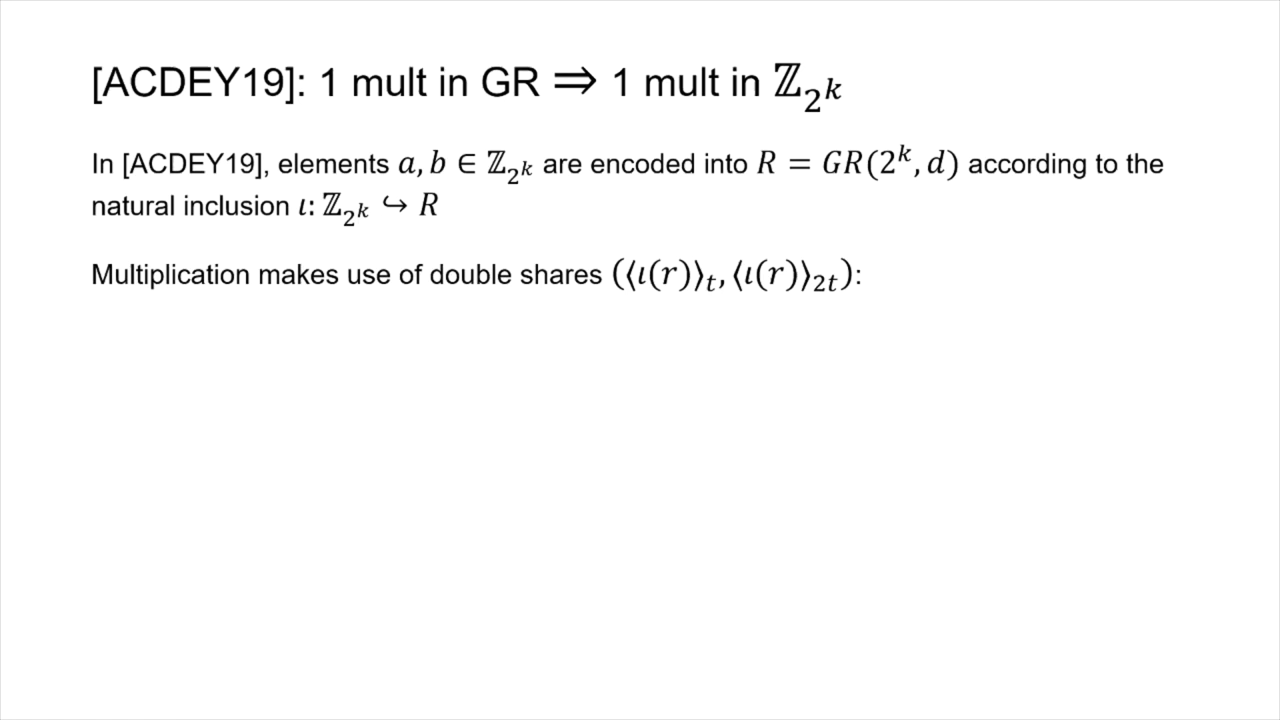 [ACDEY19]: 1 mult in GR ⟹ 1 mult in ℤ_{2^k}
In [ACDEY19], elements a, b ∈ ℤ_{2^k} are encoded into R = GR(2^k, d) according to the
natural inclusion ι: ℤ_{2^k} ↪ R
Multiplication makes use of double shares (⟨ι(r)⟩_t, ⟨ι(r)⟩_{2t}):